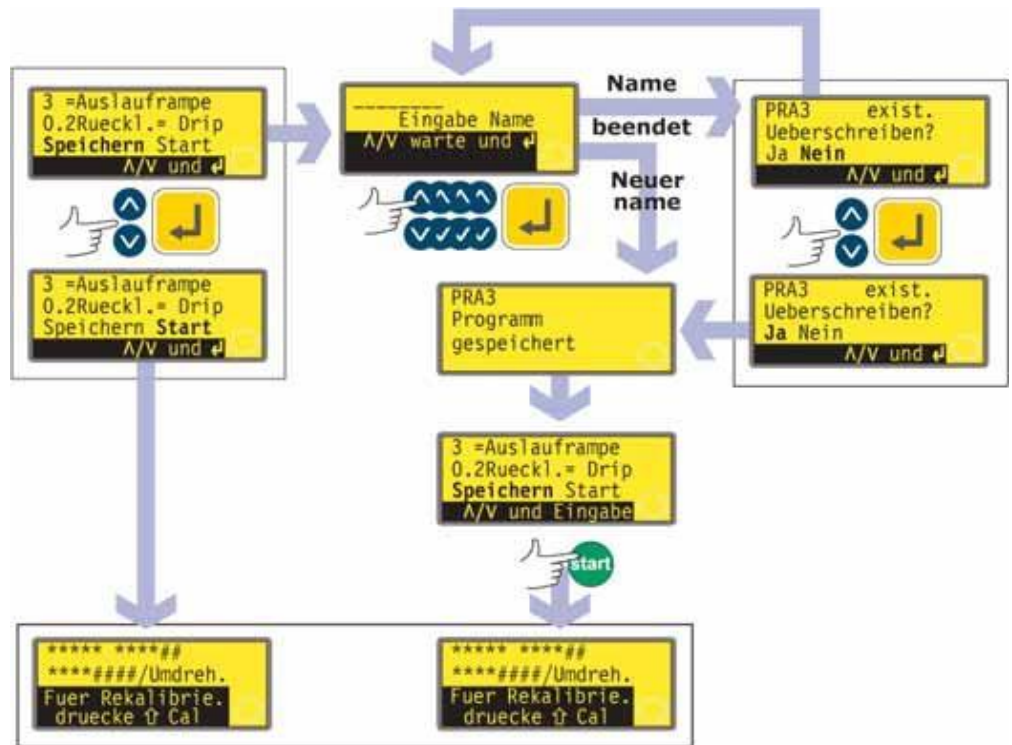 3 =Auslauframpe
0.2Rueckl.= Drip
Speichern Start
Λ/V und ↵
3 =Auslauframpe
0.2Rueckl.= Drip
Speichern Start
Λ/V und ↵
________
Eingabe Name
Λ/V warte und ↵
Name
beendet
Neuer
name
PRA3 exist.
Ueberschreiben?
Ja Nein
Λ/V und ↵
PRA3 exist.
Ueberschreiben?
Ja Nein
Λ/V und ↵
PRA3
Programm
gespeichert
3 =Auslauframpe
0.2Rueckl.= Drip
Speichern Start
Λ/V und Eingabe
start
***** ****##
****####/Umdreh.
Fuer Rekalibrie.
druecke ⇧ Cal
***** ****##
****####/Umdreh.
Fuer Rekalibrie.
druecke ⇧ Cal